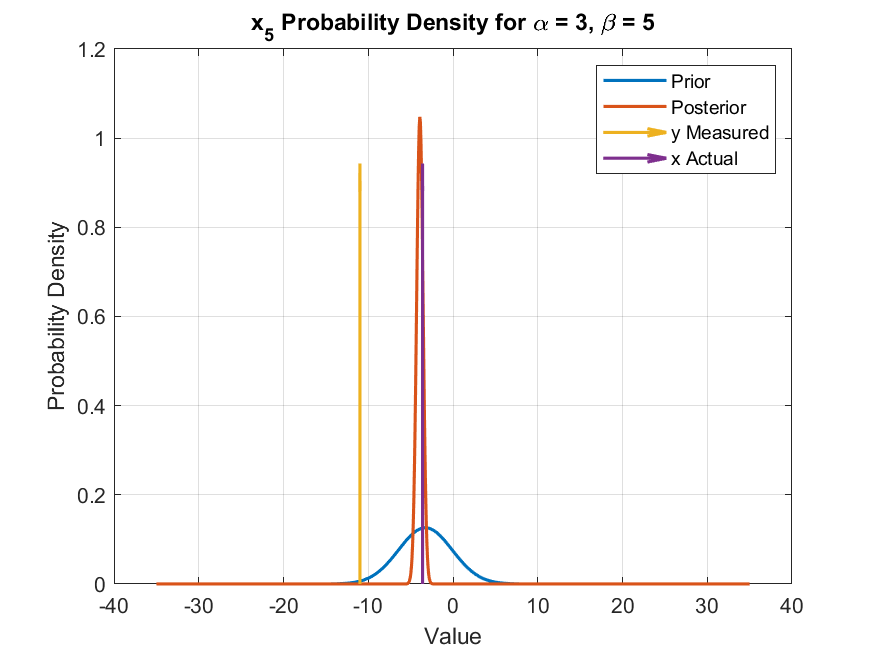 x5 Probability Density for α = 3, β = 5
Prior
Posterior
y Measured
x Actual
1.2
1
0.8
0.6
0.4
0.2
0
Probability Density
-40 -30 -20 -10 0 10 20 30 40
Value